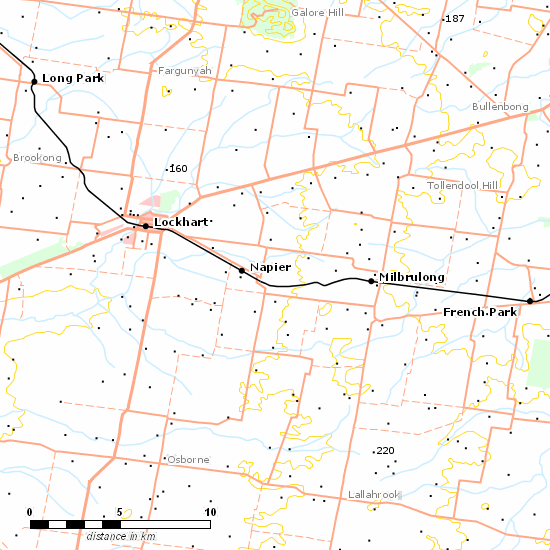 Galore Hill
187
Fargunyah
Long Park
Bullenbong
Brookong
160
Tollendool Hill
Lockhart
Napier
Milbrulong
French Park
220
Osborne
Lallahrook
0 5 10
distance in km